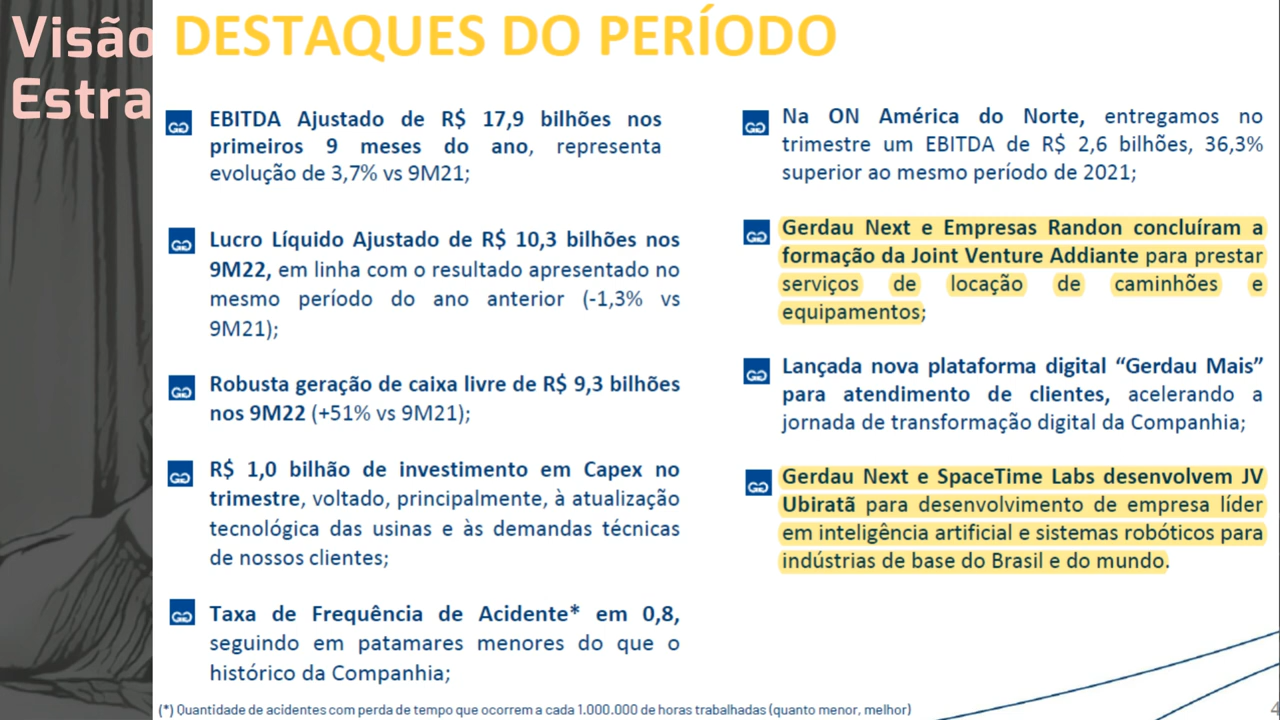 Visão
Estra
DESTAQUES DO PERÍODO
EBITDA Ajustado de R$ 17,9 bilhões nos
primeiros 9 meses do ano, representa
evolução de 3,7% vs 9M21;
Lucro Líquido Ajustado de R$ 10,3 bilhões nos
9M22, em linha com o resultado apresentado no
mesmo período do ano anterior (-1,3% vs
9M21);
Robusta geração de caixa livre de R$ 9,3 bilhões
nos 9M22 (+51% vs 9M21);
R$ 1,0 bilhão de investimento em Capex no
trimestre, voltado, principalmente, à atualização
tecnológica das usinas e às demandas técnicas
de nossos clientes;
Taxa de Frequência de Acidente* em 0,8,
seguindo em patamares menores do que o
histórico da Companhia;
Na ON América do Norte, entregamos no
trimestre um EBITDA de R$ 2,6 bilhões, 36,3%
superior ao mesmo período de 2021;
Gerdau Next e Empresas Randon concluíram a
formação da Joint Venture Addiante para prestar
serviços de locação de caminhões e
equipamentos;
Lançada nova plataforma digital “Gerdau Mais”
para atendimento de clientes, acelerando a
jornada de transformação digital da Companhia;
Gerdau Next e SpaceTime Labs desenvolvem JV
Ubiratã para desenvolvimento de empresa líder
em inteligência artificial e sistemas robóticos para
indústrias de base do Brasil e do mundo.
(*) Quantidade de acidentes com perda de tempo que ocorrem a cada 1.000.000 de horas trabalhadas (quanto menor, melhor)
4